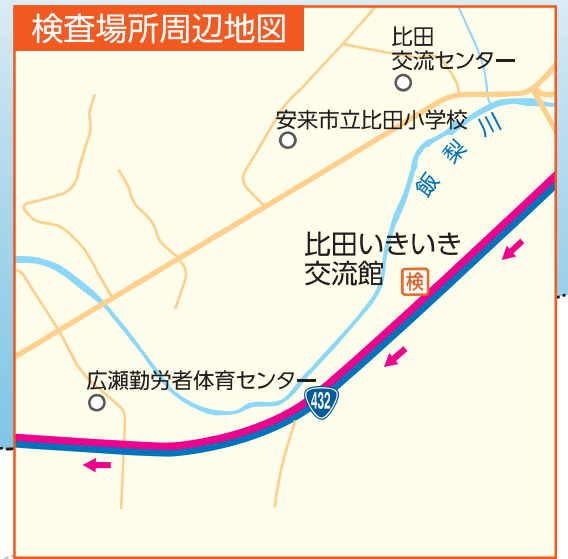 検査場所周辺地図
比田
交流センター
安来市立比田小学校
飯梨川
比田いきいき
交流館
検
広瀬勤労者体育センター
432